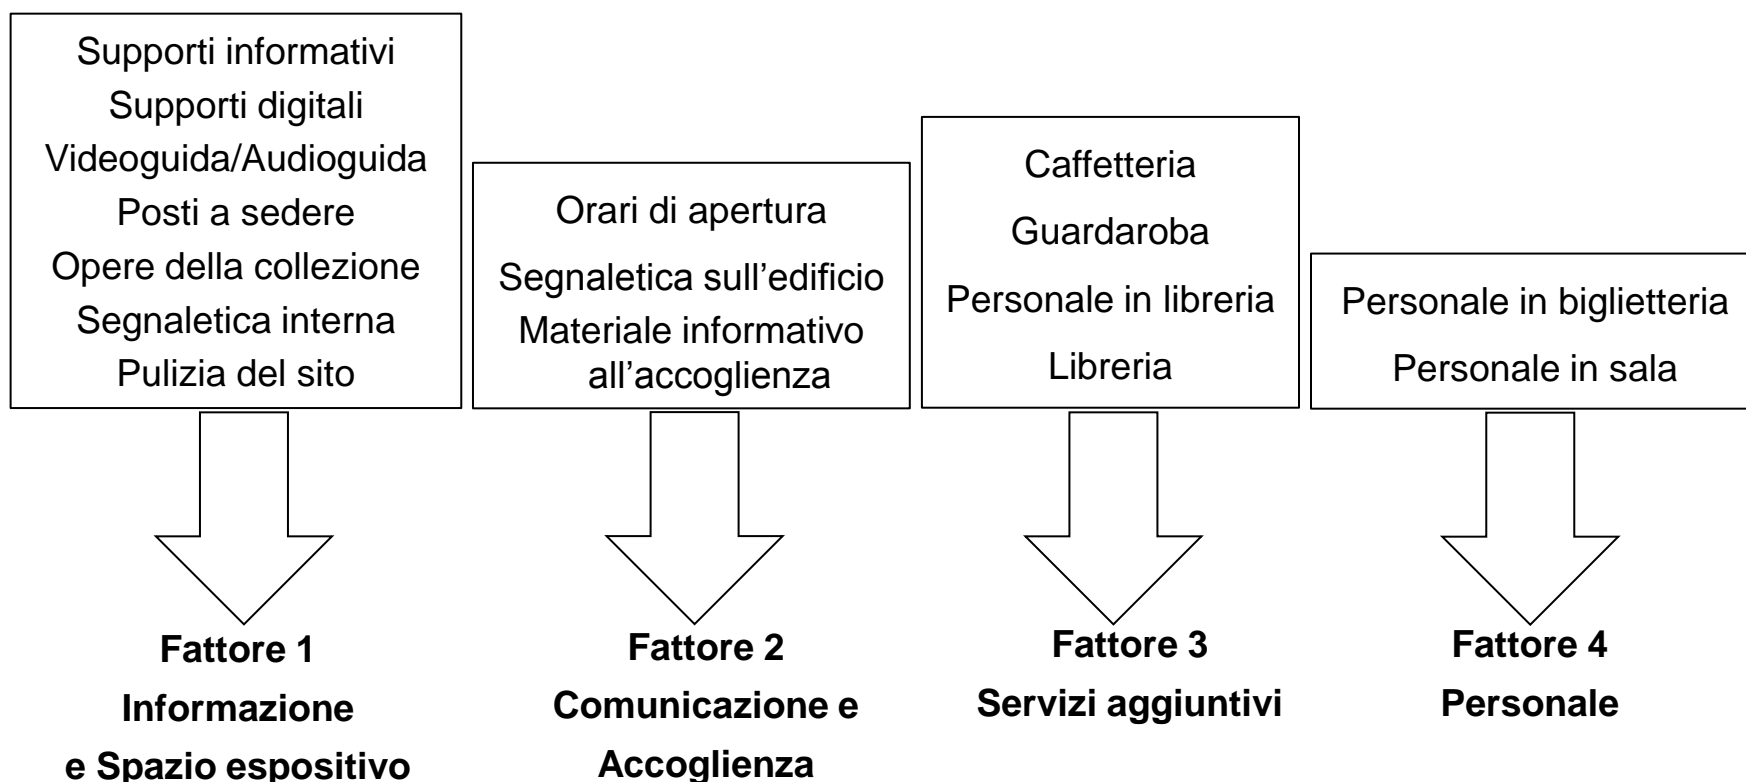 Supporti informativi
Supporti digitali
Videoguida/Audioguida
Posti a sedere
Opere della collezione
Segnaletica interna
Pulizia del sito
Orari di apertura
Segnaletica sull’edificio
Materiale informativo
all’accoglienza
Caffetteria
Guardaroba
Personale in libreria
Libreria
Personale in biglietteria
Personale in sala
Fattore 1
Informazione
e Spazio espositivo
Fattore 2
Comunicazione e
Accoglienza
Fattore 3
Servizi aggiuntivi
Fattore 4
Personale